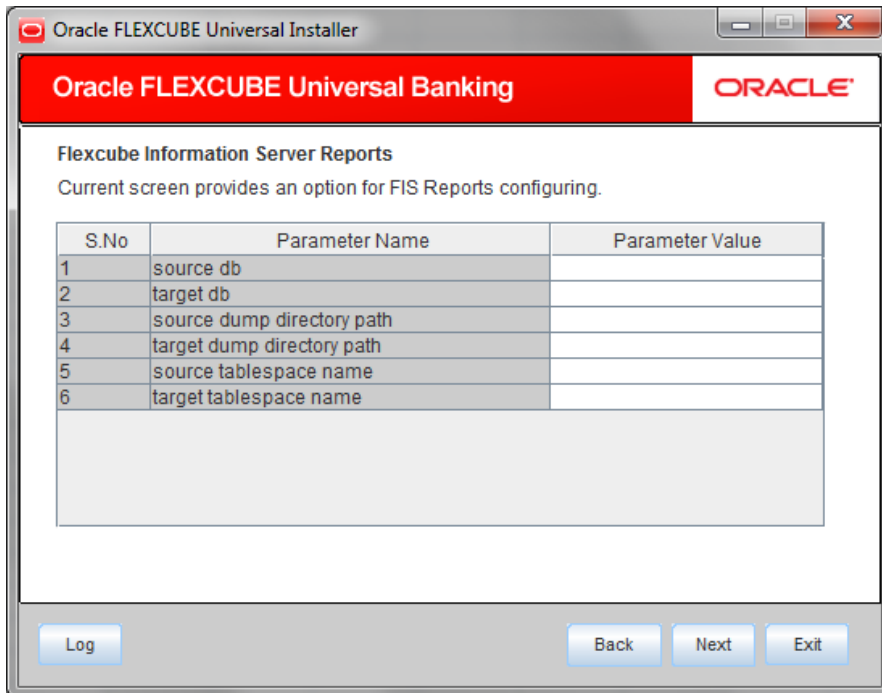 Oracle FLEXCUBE Universal Installer
Oracle FLEXCUBE Universal Banking
ORACLE
Flexcube Information Server Reports
Current screen provides an option for FIS Reports configuring.
S.No Parameter Name Parameter Value
1 source db
2 target db
3 source dump directory path
4 target dump directory path
5 source tablespace name
6 target tablespace name
Log Back Next Exit